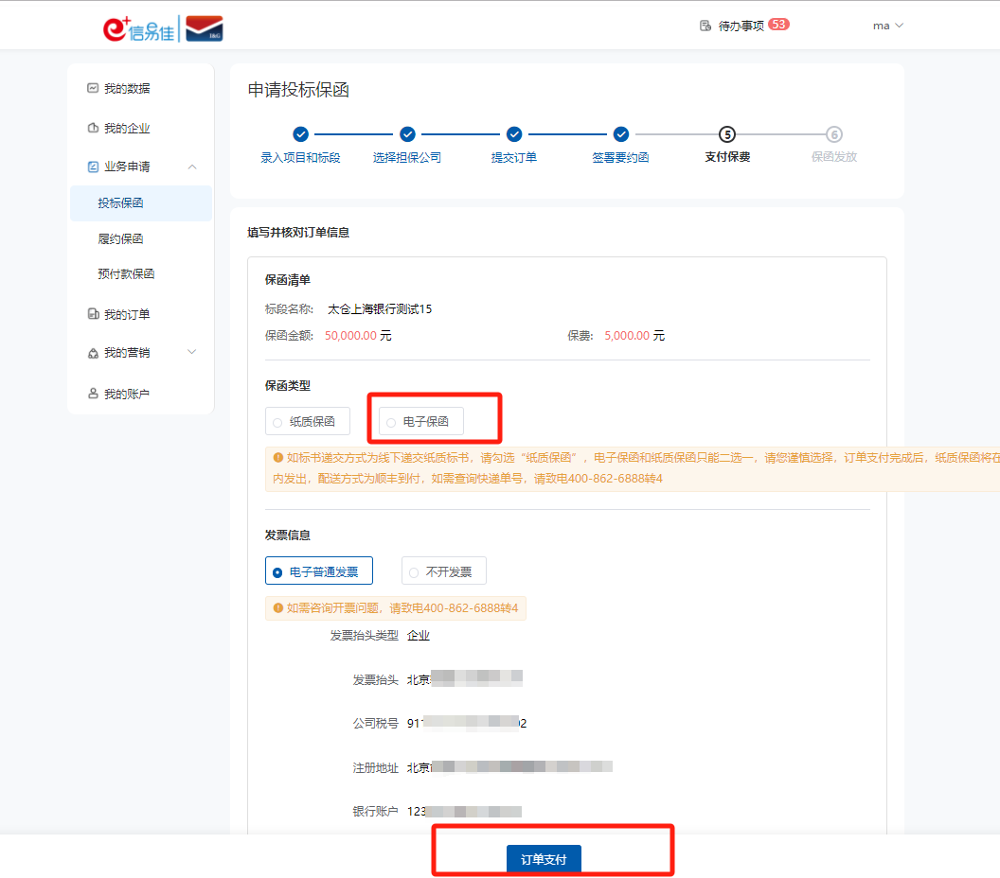 e+信易佳 I&G 待办事项 53 ma
我的数据
我的企业
业务申请
投标保函
履约保函
预付款保函
我的订单
我的营销
我的账户
申请投标保函
5 6
录入项目和标段 选择担保公司 提交订单 签署要约函 支付保费 保函发放
填写并核对订单信息
保函清单
标段名称: 太仓上海银行测试15
保函金额: 50,000.00 元 保费: 5,000.00 元
保函类型
纸质保函 电子保函
如标书递交方式为线下递交纸质标书，请勾选“纸质保函”，电子保函和纸质保函只能二选一，请您谨慎选择，订单支付完成后，纸质保函将在
内发出，配送方式为顺丰到付，如需查询快递单号，请致电400-862-6888转4
发票信息
电子普通发票 不开发票
如需咨询开票问题，请致电400-862-6888转4
发票抬头类型 企业
发票抬头 北京
公司税号 911 02
注册地址 北京
银行账户 123
订单支付